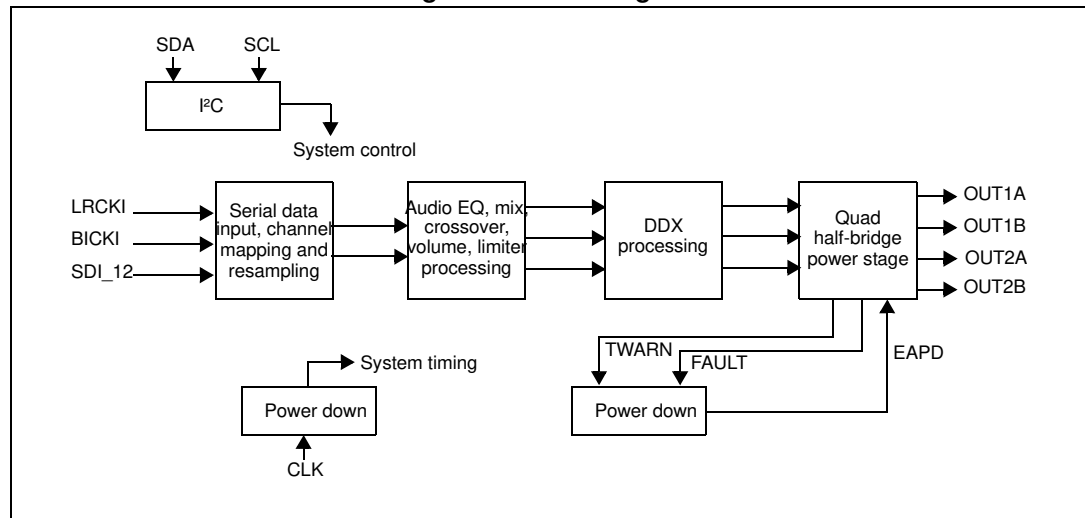 SDA
SCL
I²C
System control
LRCKI
BICKI
SDI_12
Serial data
input, channel
mapping and
resampling
Audio EQ, mix,
crossover,
volume, limiter
processing
DDX
processing
Quad
half-bridge
power stage
OUT1A
OUT1B
OUT2A
OUT2B
TWARN
FAULT
EAPD
System timing
Power down
CLK
Power down